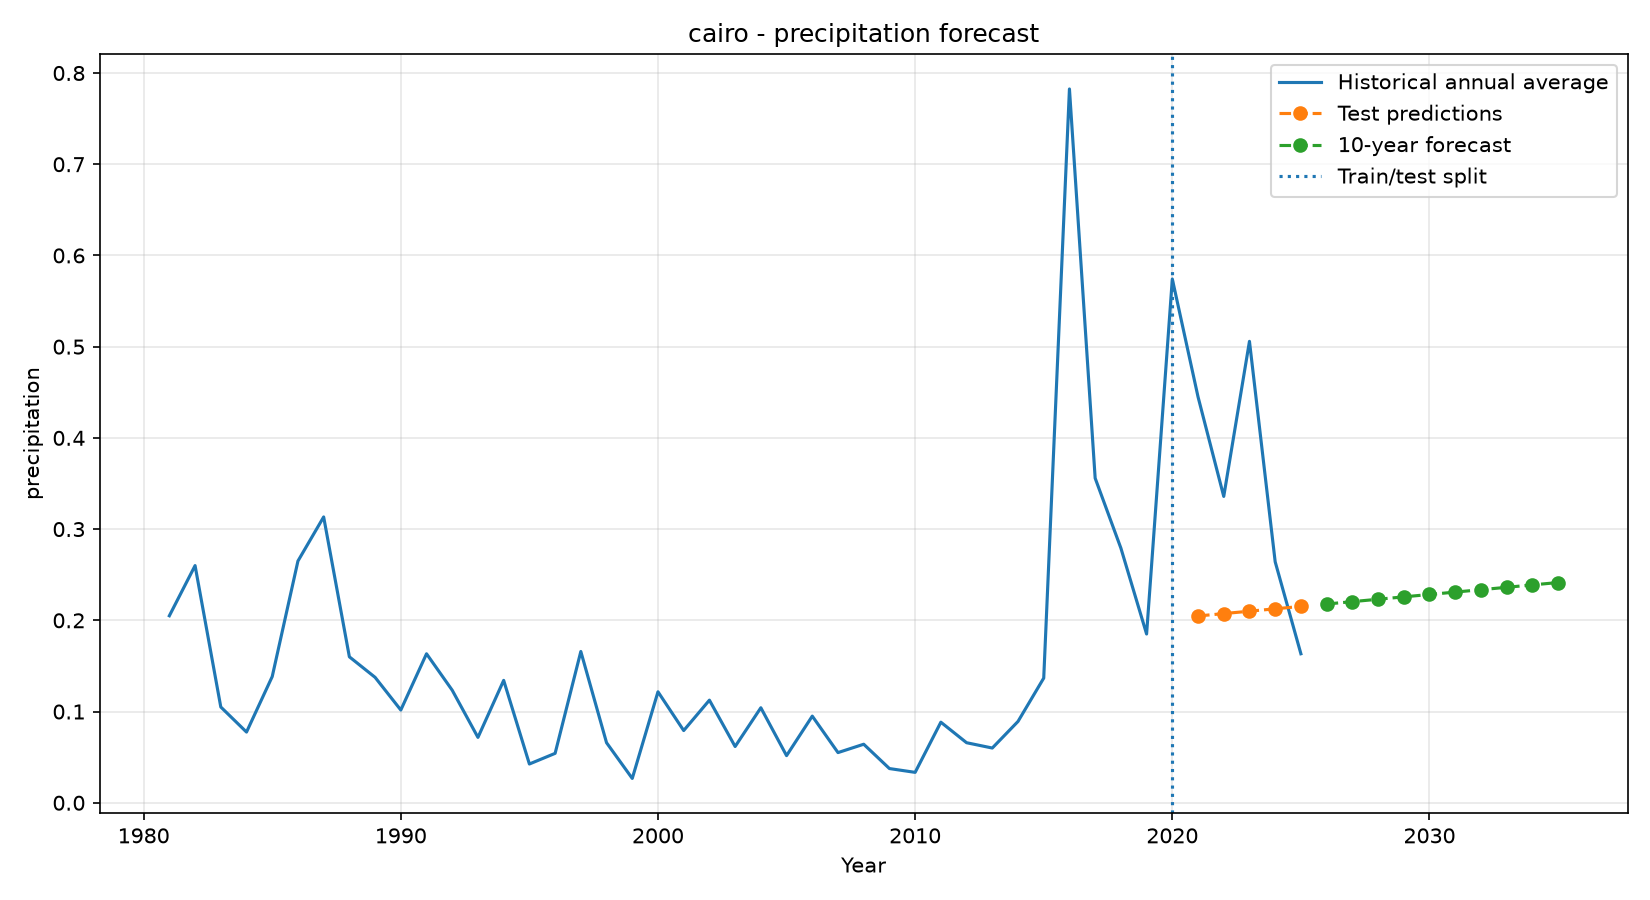 cairo - precipitation forecast
Historical annual average
Test predictions
10-year forecast
Train/test split
precipitation
0.8
0.7
0.6
0.5
0.4
0.3
0.2
0.1
0.0
1980
1990
2000
2010
2020
2030
Year